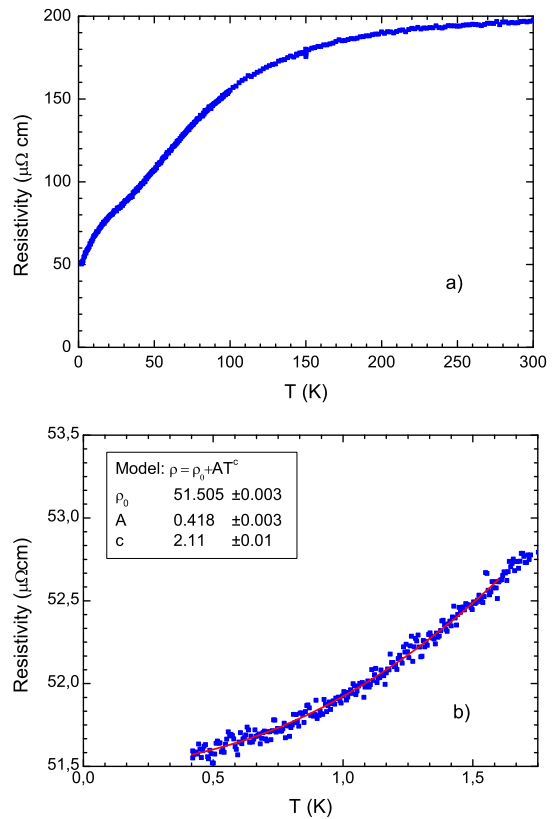 200
150
100
50
0
Resistivity (μΩ cm)
a)
0 50 100 150 200 250 300
T (K)
53,5
53,0
52,5
52,0
51,5
Resistivity (μΩcm)
Model: ρ = ρ₀+ATᶜ
ρ₀ 51.505 ±0.003
A 0.418 ±0.003
c 2.11 ±0.01
b)
0,0 0,5 1,0 1,5
T (K)